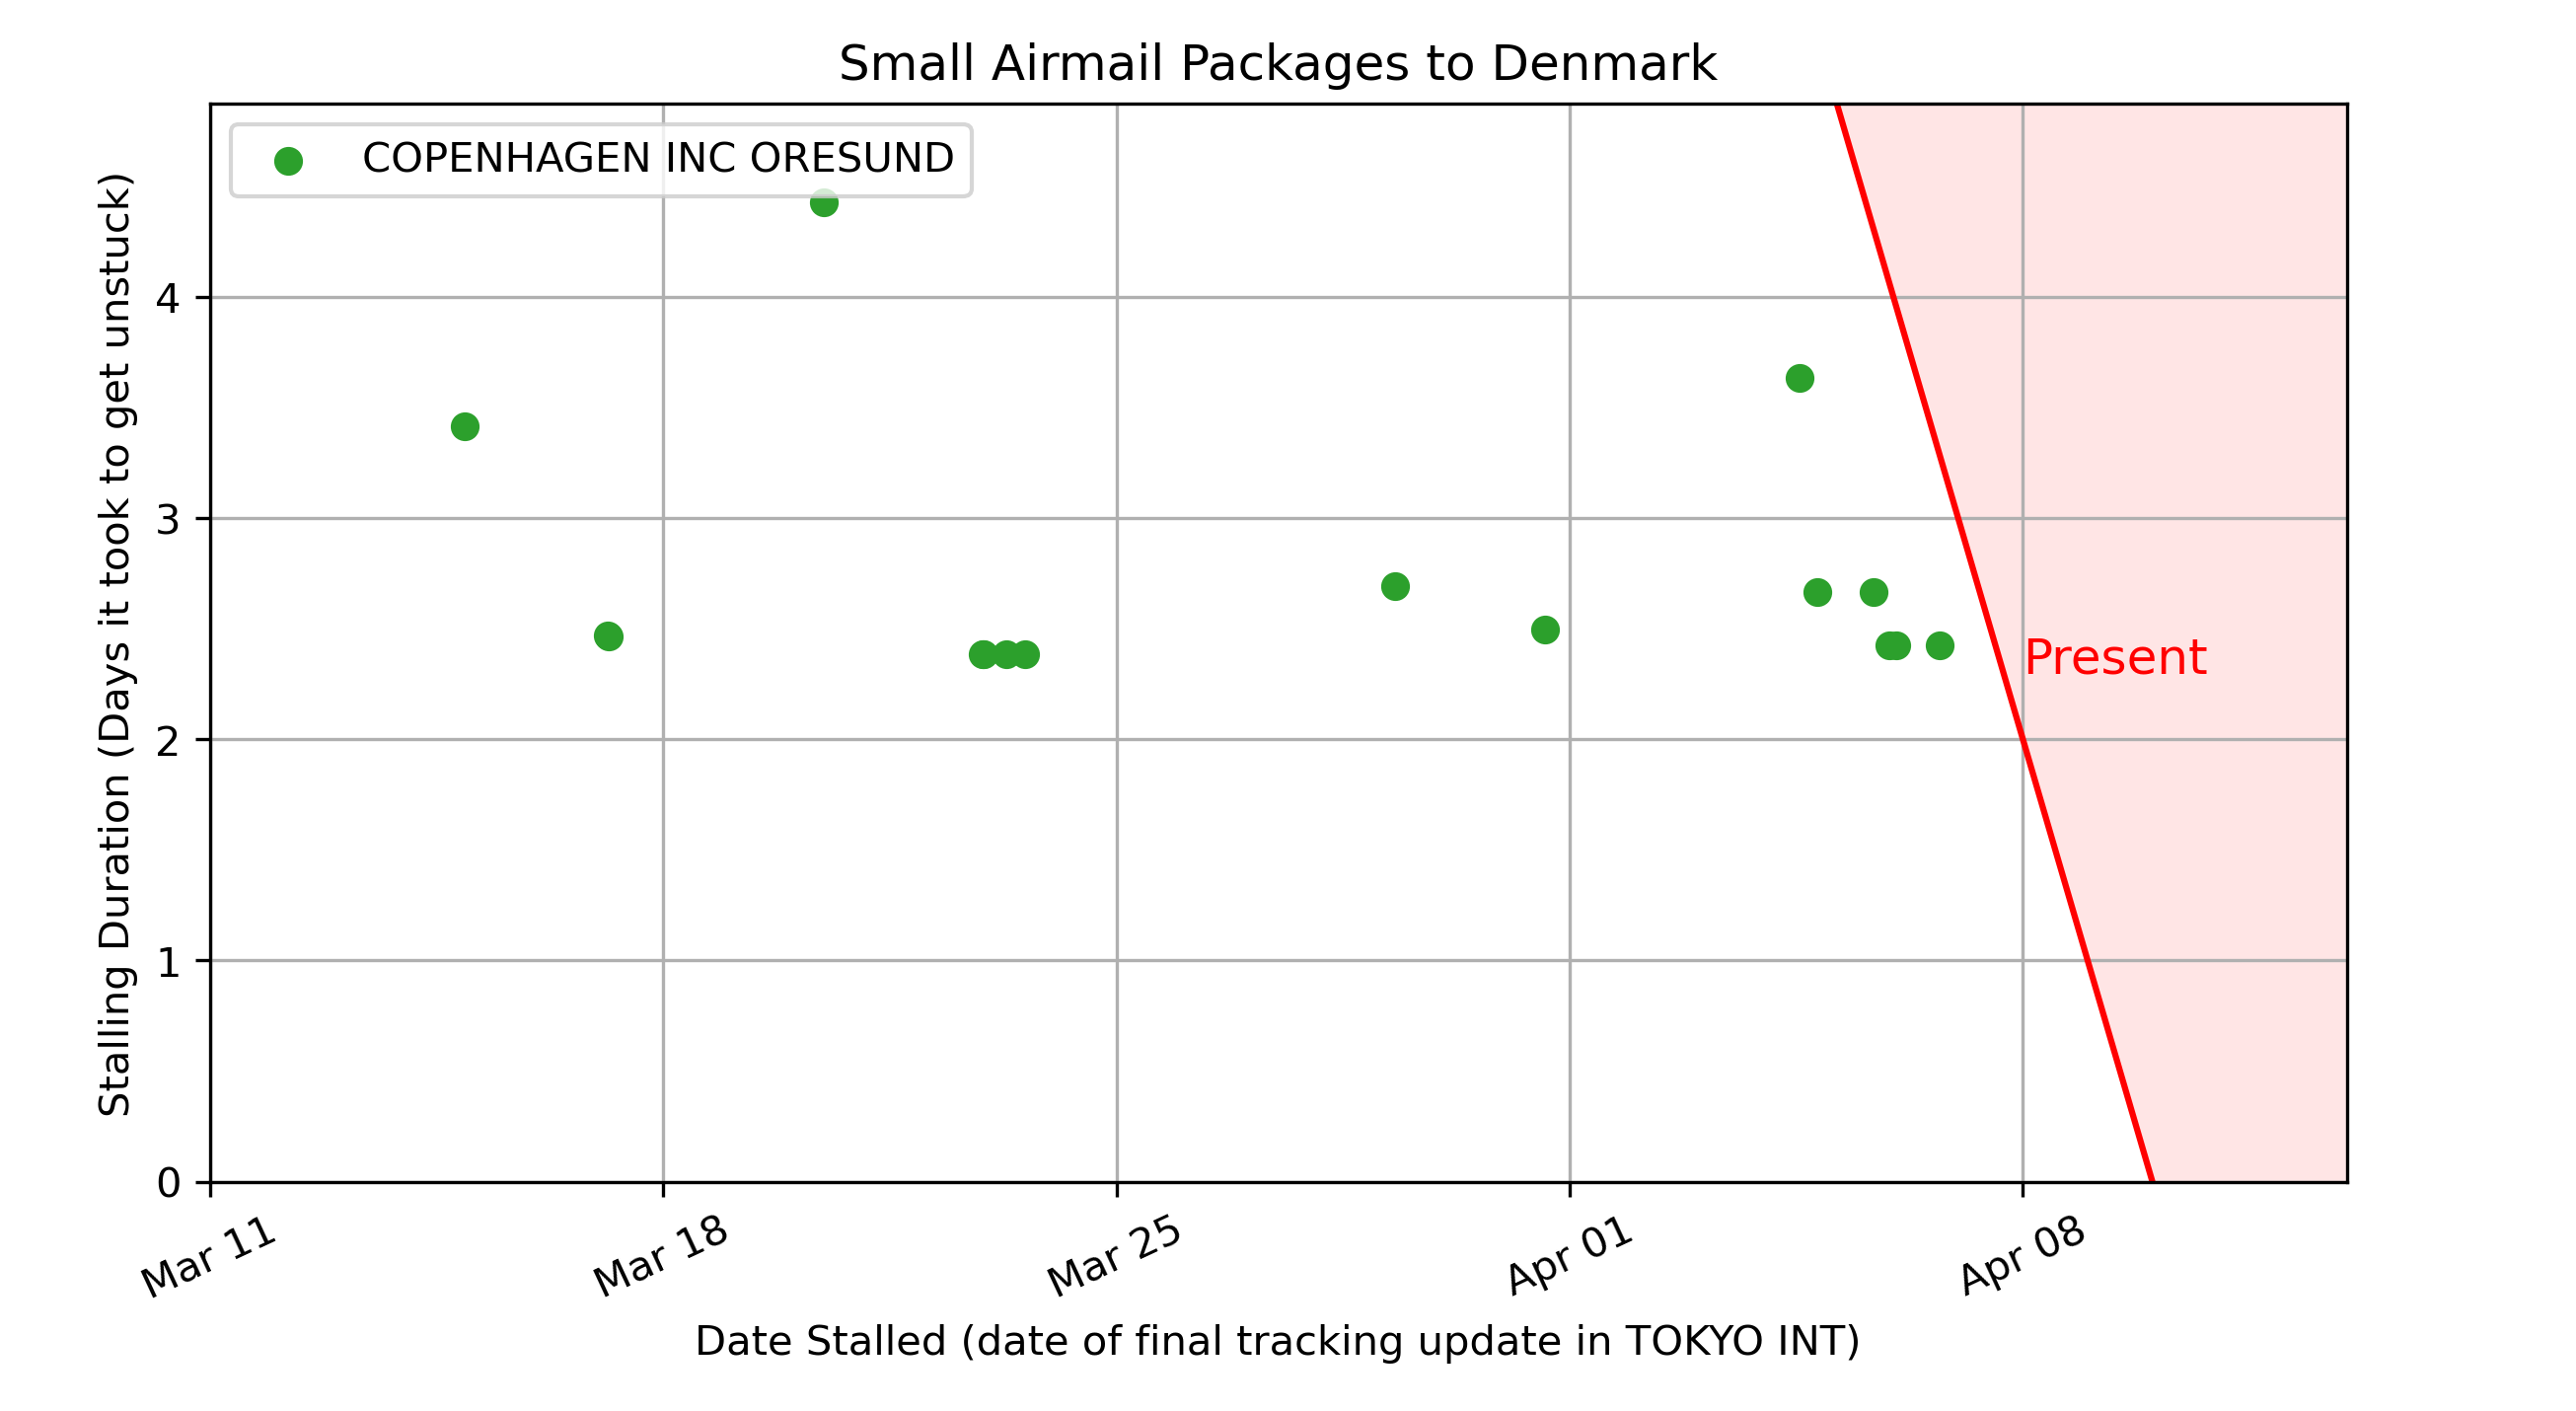 Small Airmail Packages to Denmark
COPENHAGEN INC ORESUND
Stalling Duration (Days it took to get unstuck)
4
3
2
1
0
Present
Mar 11
Mar 18
Mar 25
Apr 01
Apr 08
Date Stalled (date of final tracking update in TOKYO INT)